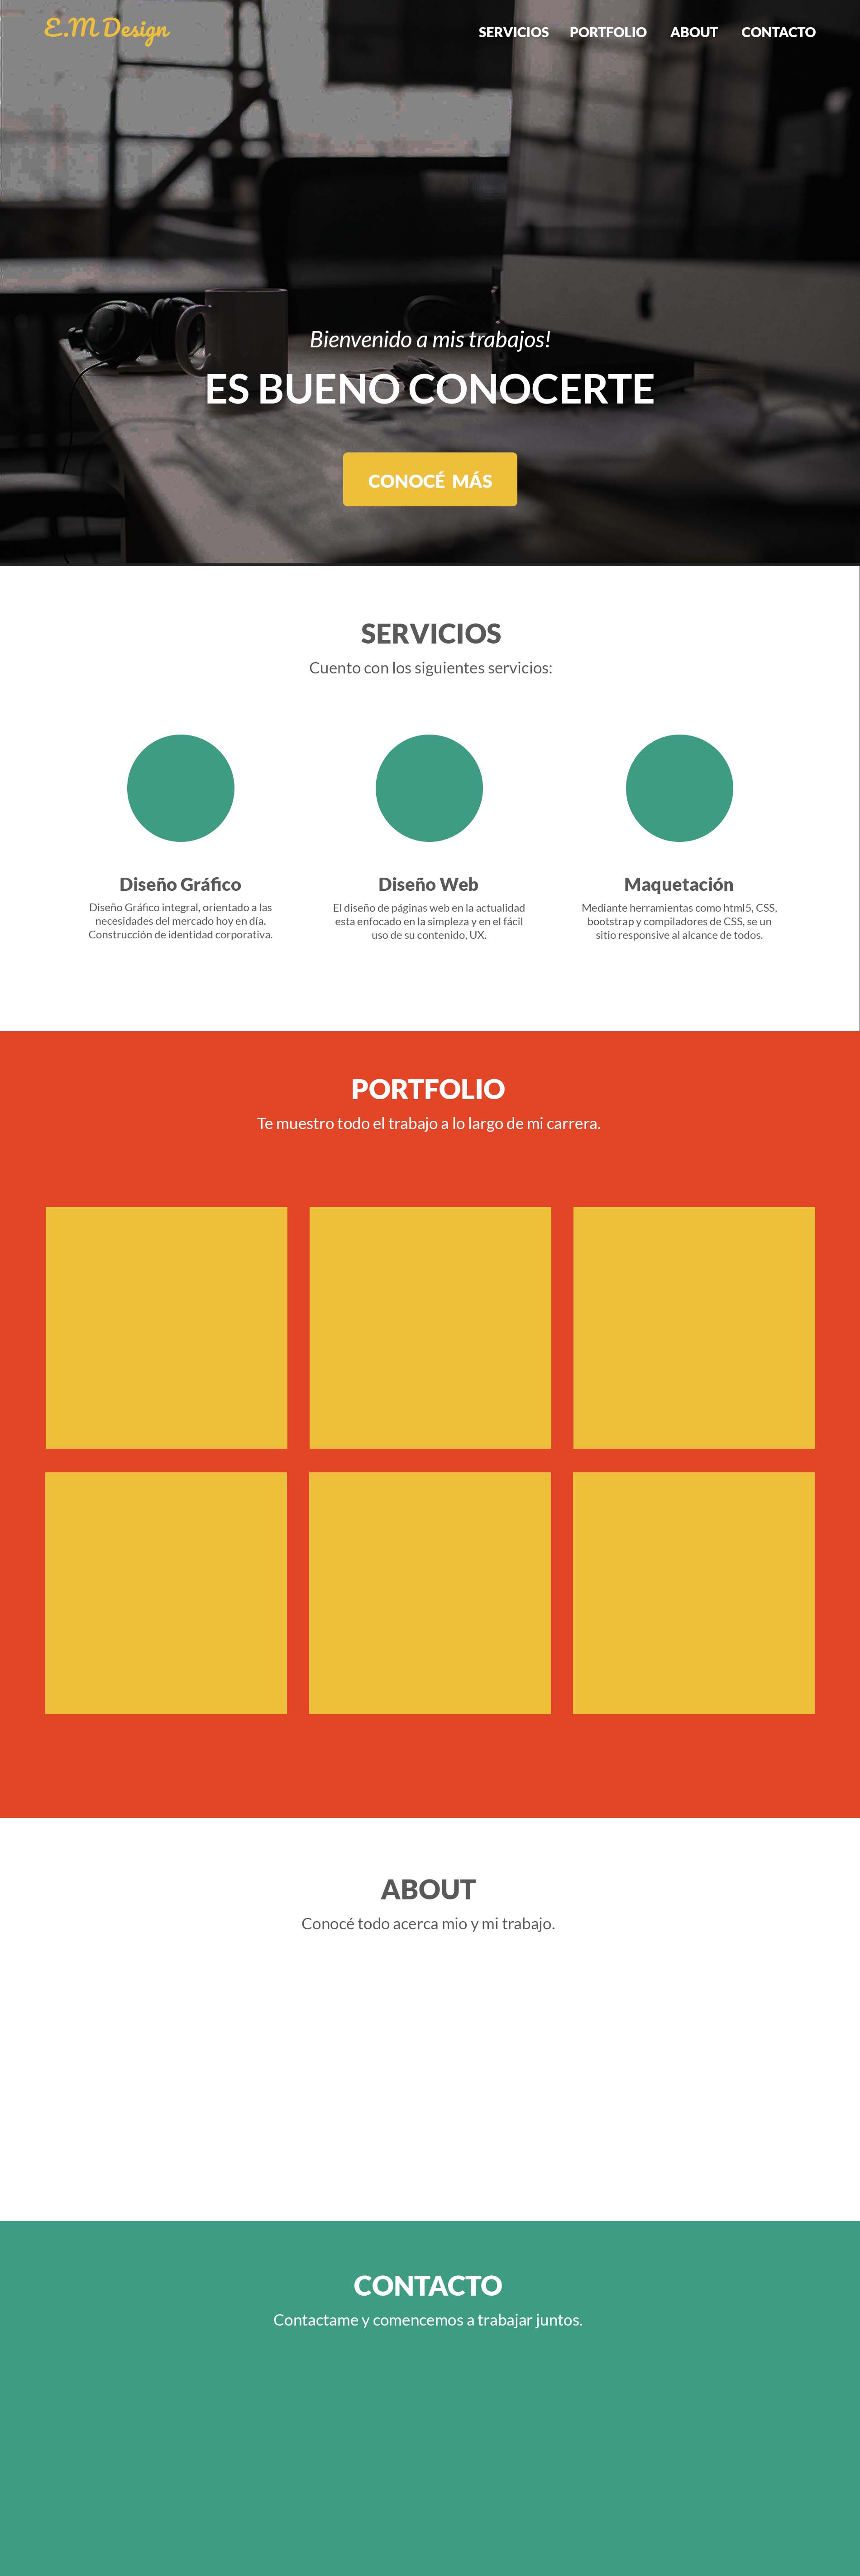 E.M Design
SERVICIOS PORTFOLIO ABOUT CONTACTO
Bienvenido a mis trabajos!
ES BUENO CONOCERTE
CONOCÉ MÁS
SERVICIOS
Cuento con los siguientes servicios:
Diseño Gráfico
Diseño Gráfico integral, orientado a las
necesidades del mercado hoy en día.
Construcción de identidad corporativa.
Diseño Web
El diseño de páginas web en la actualidad
esta enfocado en la simpleza y en el fácil
uso de su contenido, UX.
Maquetación
Mediante herramientas como html5, CSS,
bootstrap y compiladores de CSS, se un
sitio responsive al alcance de todos.
PORTFOLIO
Te muestro todo el trabajo a lo largo de mi carrera.
ABOUT
Conocé todo acerca mio y mi trabajo.
CONTACTO
Contactame y comencemos a trabajar juntos.